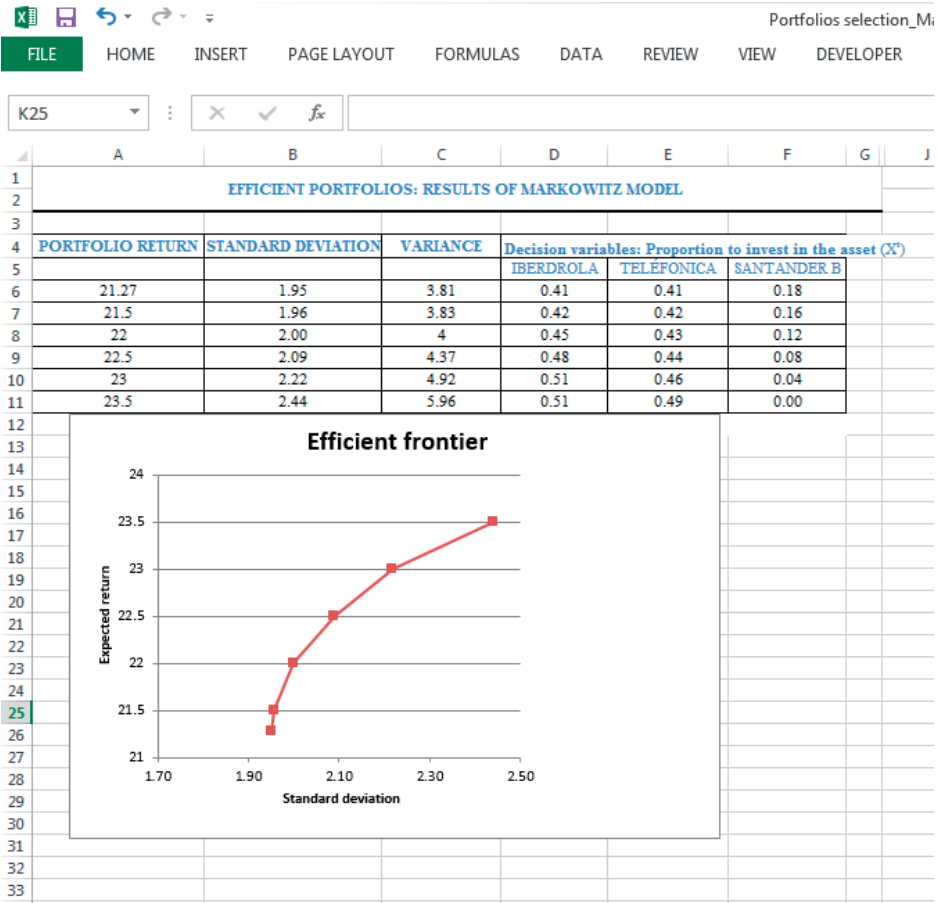 Portfolios selection_Ma
FILE HOME INSERT PAGE LAYOUT FORMULAS DATA REVIEW VIEW DEVELOPER
K25 fx
A B C D E F G J
1 EFFICIENT PORTFOLIOS: RESULTS OF MARKOWITZ MODEL
2
3
4 PORTFOLIO RETURN STANDARD DEVIATION VARIANCE Decision variables: Proportion to invest in the asset (X')
5 IBERDROLA TELÉFONICA SANTANDER B
6 21.27 1.95 3.81 0.41 0.41 0.18
7 21.5 1.96 3.83 0.42 0.42 0.16
8 22 2.00 4 0.45 0.43 0.12
9 22.5 2.09 4.37 0.48 0.44 0.08
10 23 2.22 4.92 0.51 0.46 0.04
11 23.5 2.44 5.96 0.51 0.49 0.00
12
13
14
15
16
17
18
19
20
21
22
23
24
25
26
27
28
29
30
31
32
33
Efficient frontier
24
23.5
23
22.5
22
21.5
21
Expected return
1.70 1.90 2.10 2.30 2.50
Standard deviation